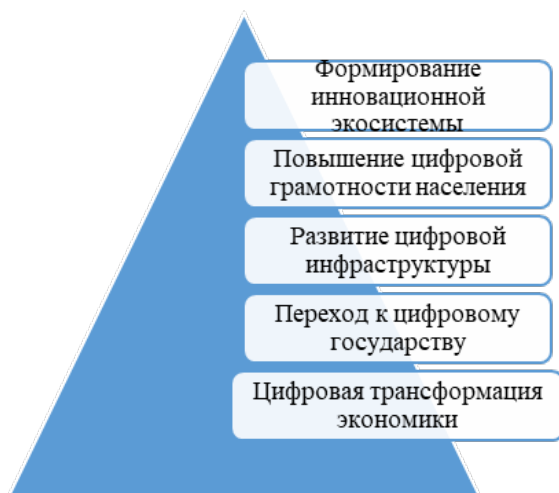 Формирование
инновационной
экосистемы
Повышение цифровой
грамотности населения
Развитие цифровой
инфраструктуры
Переход к цифровому
государству
Цифровая трансформация
экономики